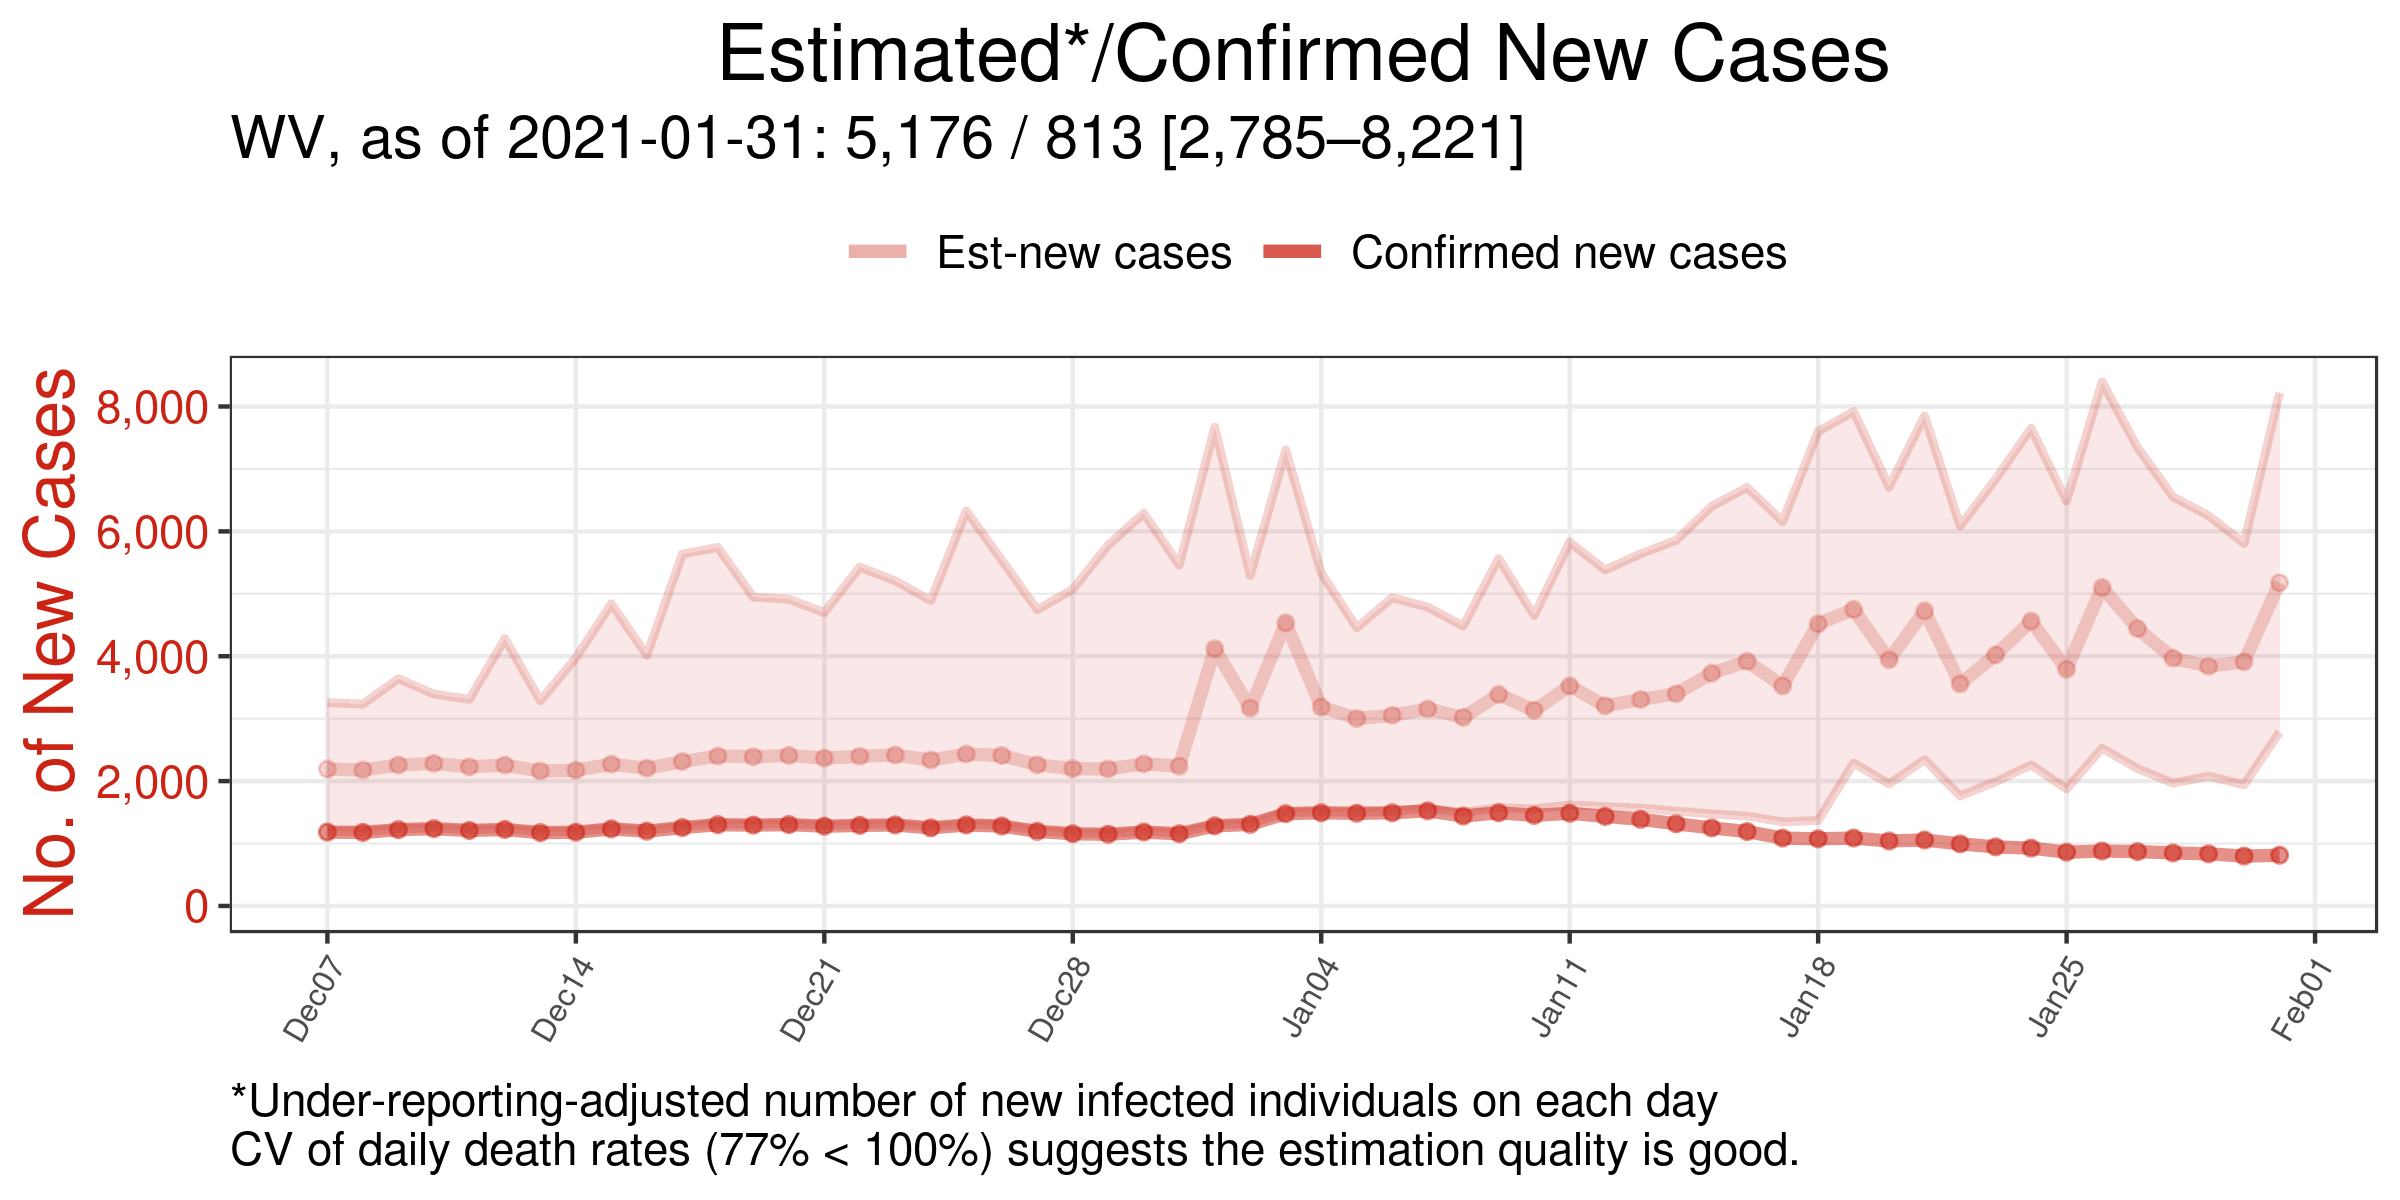 Estimated*/Confirmed New Cases
WV, as of 2021-01-31: 5,176 / 813 [2,785–8,221]
Est-new cases
Confirmed new cases
No. of New Cases
8,000
6,000
4,000
2,000
0
Dec07
Dec14
Dec21
Dec28
Jan04
Jan11
Jan18
Jan25
Feb01
*Under-reporting-adjusted number of new infected individuals on each day
CV of daily death rates (77% < 100%) suggests the estimation quality is good.